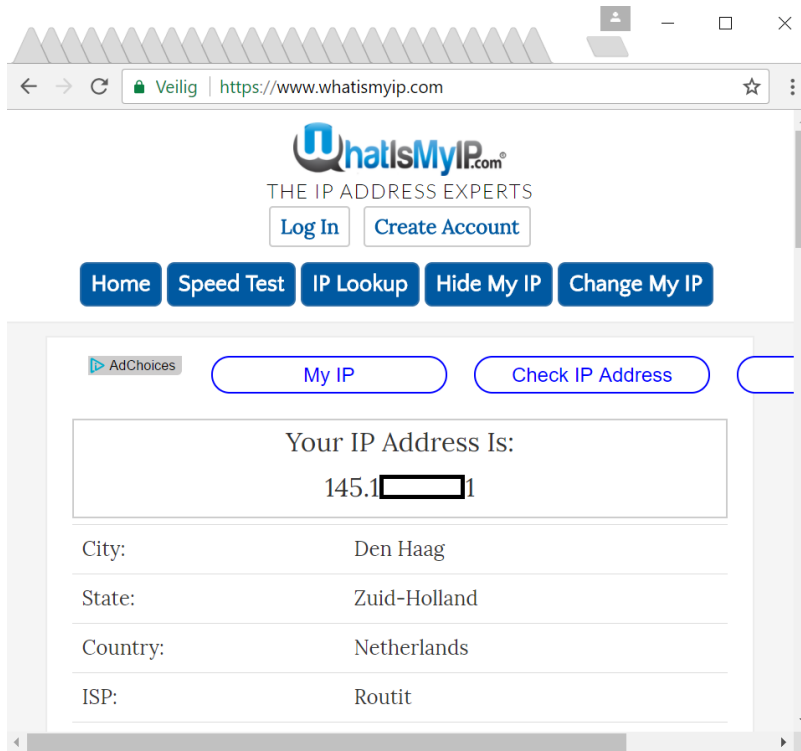 Veilig https://www.whatismyip.com
WhatIsMyIP.com®
THE IP ADDRESS EXPERTS
Log In Create Account
Home Speed Test IP Lookup Hide My IP Change My IP
AdChoices My IP Check IP Address
Your IP Address Is:
145.1 1
City: Den Haag
State: Zuid-Holland
Country: Netherlands
ISP: Routit